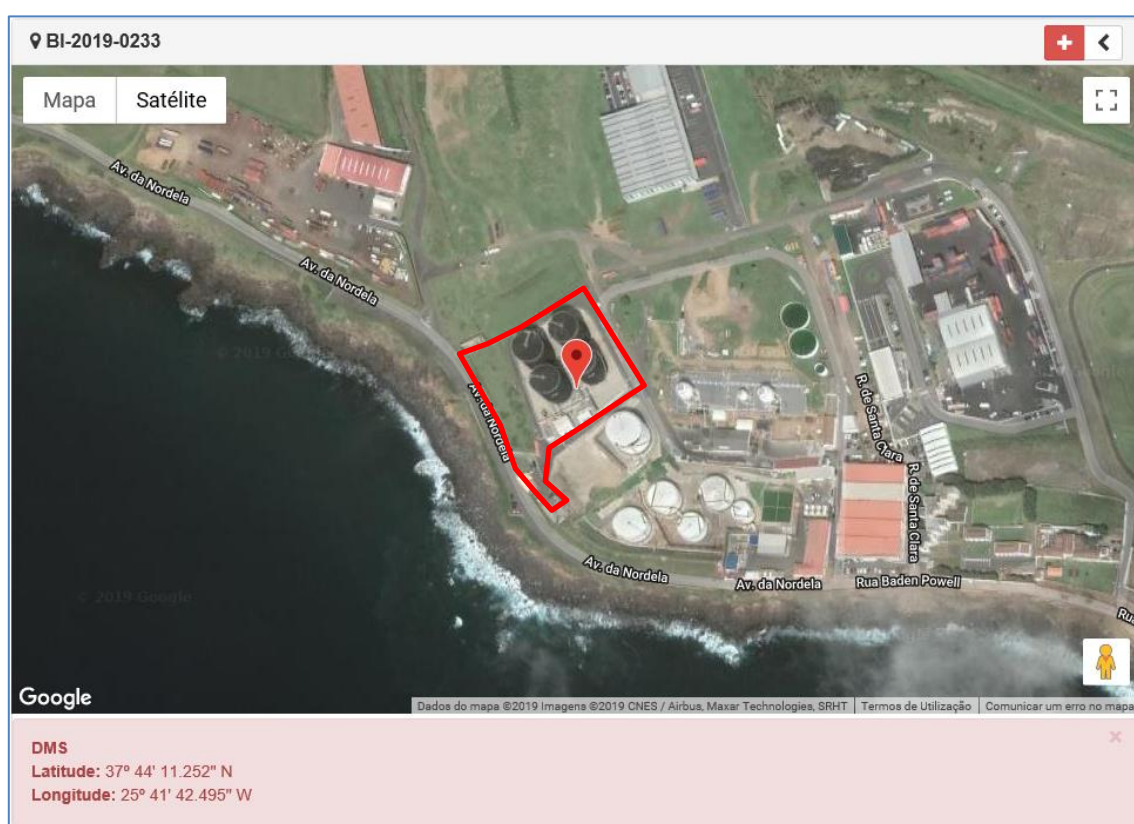 BI-2019-0233
Mapa Satélite
Av. da Nordela
Av. da Nordela
© 2019 Google
Av. da Nordela
R. de Santa Clara
R. de Santa Clara
Av. da Nordela
Av. da Nordela
Rua Baden Powell
© 2019 Google
Google
Dados do mapa ©2019 Imagens ©2019 CNES / Airbus, Maxar Technologies, SRHT Termos de Utilização Comunicar um erro no mapa
DMS
Latitude: 37º 44' 11.252" N
Longitude: 25º 41' 42.495" W